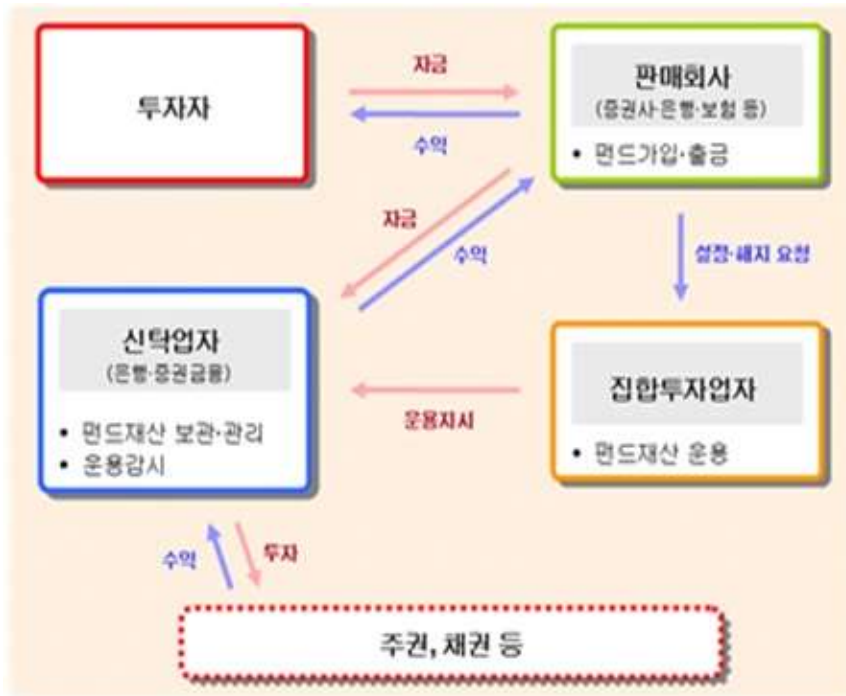 투자자
자금
수익
판매회사
(증권사·은행·보험 등)
• 펀드가입·출금
자금
수익
설정·해지 요청
신탁업자
(은행·증권금융)
• 펀드재산 보관·관리
• 운용감시
운용지시
집합투자업자
• 펀드재산 운용
수익
투자
주권, 채권 등